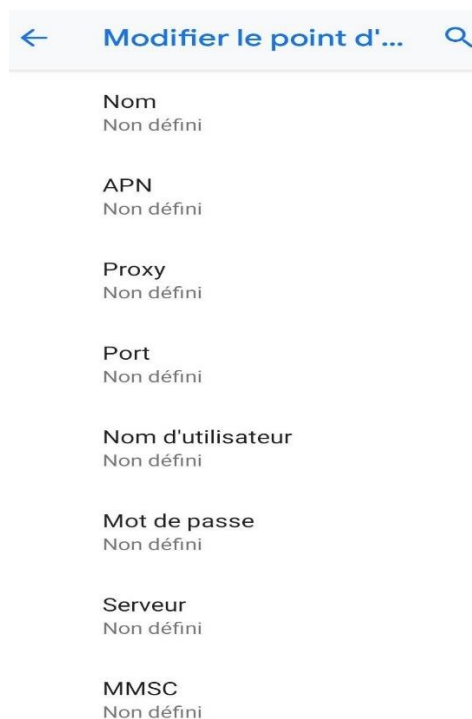 Modifier le point d'...
Nom
Non défini
APN
Non défini
Proxy
Non défini
Port
Non défini
Nom d'utilisateur
Non défini
Mot de passe
Non défini
Serveur
Non défini
MMSC
Non défini